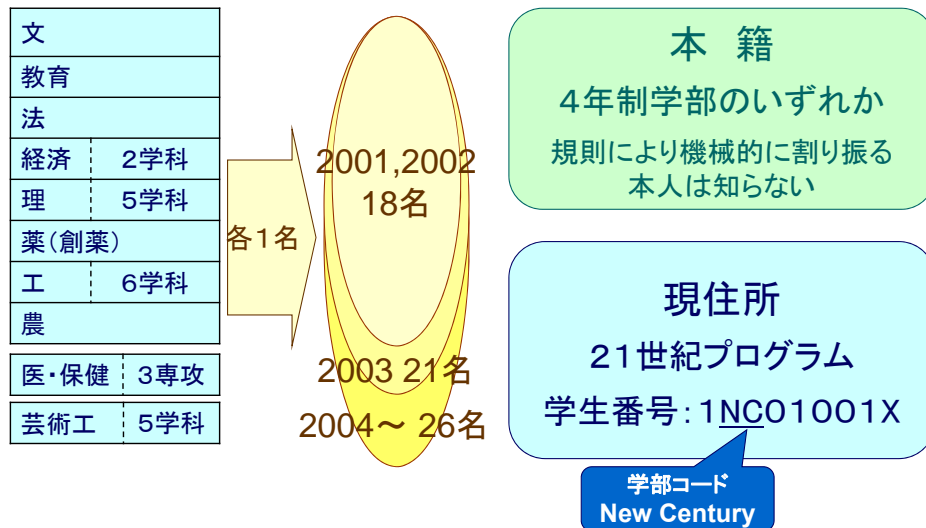 文
教育
法
経済 2学科
理 5学科
薬(創薬)
工 6学科
農
医・保健 3専攻
芸術工 5学科
各1名
2001,2002
18名
2003 21名
2004~ 26名
本 籍
4年制学部のいずれか
規則により機械的に割り振る
本人は知らない
現住所
21世紀プログラム
学生番号:1NC01001X
学部コード
New Century